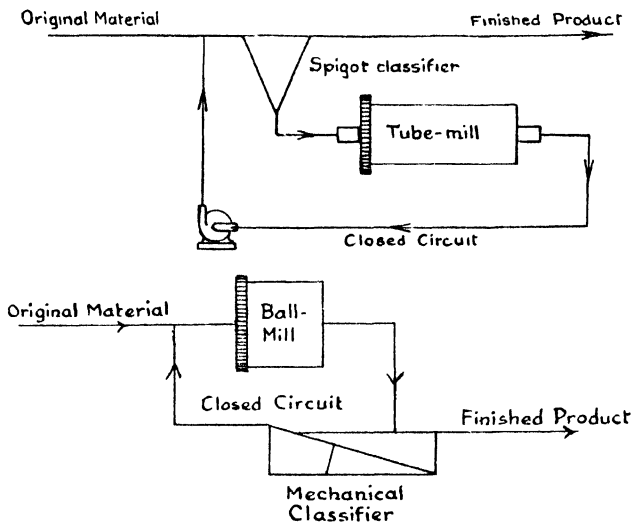 Original Material
Finished Product
Spigot classifier
Tube-mill
Closed Circuit
Original Material
Ball-
Mill
Closed Circuit
Finished Product
Mechanical
Classifier